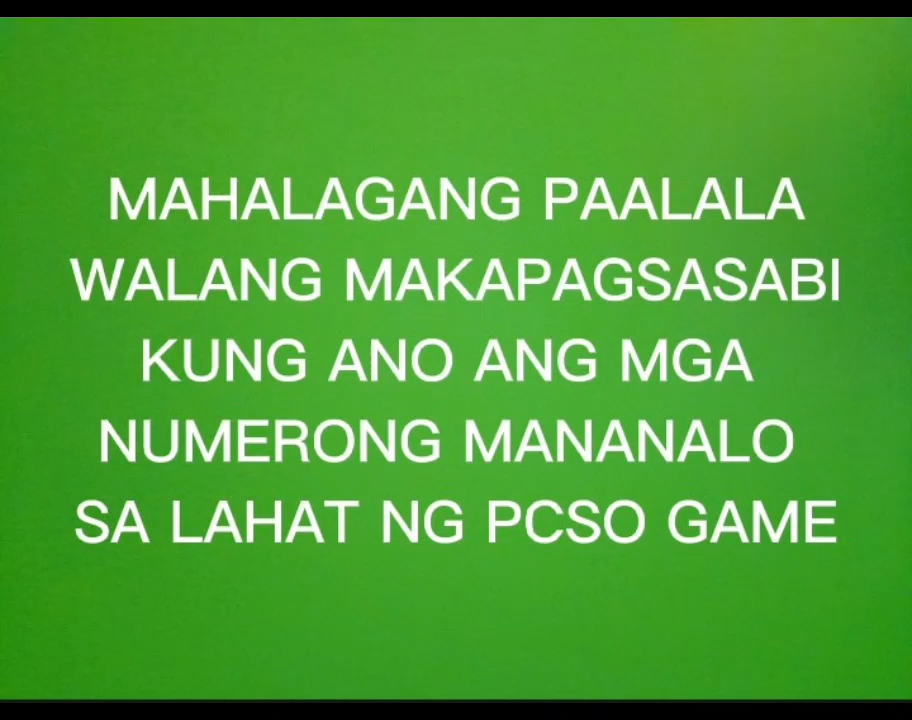 MAHALAGANG PAALALA
WALANG MAKAPAGSASABI
KUNG ANO ANG MGA
NUMERONG MANANALO
SA LAHAT NG PCSO GAME